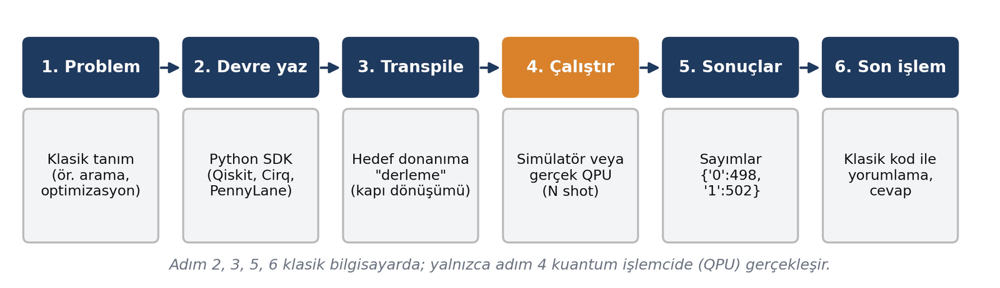 1. Problem
2. Devre yaz
3. Transpile
4. Çalıştır
5. Sonuçlar
6. Son işlem
Klasik tanım
(ör. arama,
optimizasyon)
Python SDK
(Qiskit, Cirq,
PennyLane)
Hedef donanıma
"derleme"
(kapı dönüşümü)
Simülatör veya
gerçek QPU
(N shot)
Sayımlar
{'0':498,
'1':502}
Klasik kod ile
yorumlama,
cevap
Adım 2, 3, 5, 6 klasik bilgisayarda; yalnızca adım 4 kuantum işlemcide (QPU) gerçekleşir.